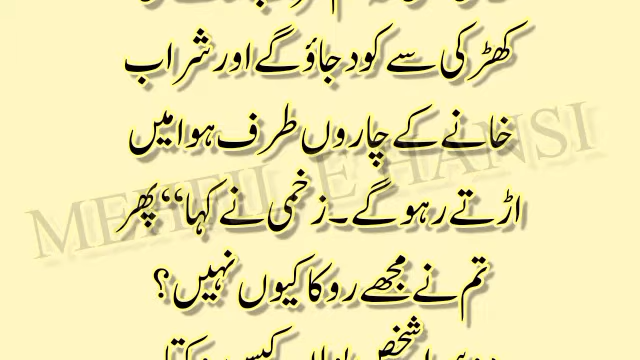 کھڑکی سے کود جاؤ گے اور شراب
خانے کے چاروں طرف ہوا میں
اڑتے رہو گے۔ زخمی نے کہا“ پھر
تم نے مجھے روکا کیوں نہیں؟
شخص
MEHFIL E HANSI